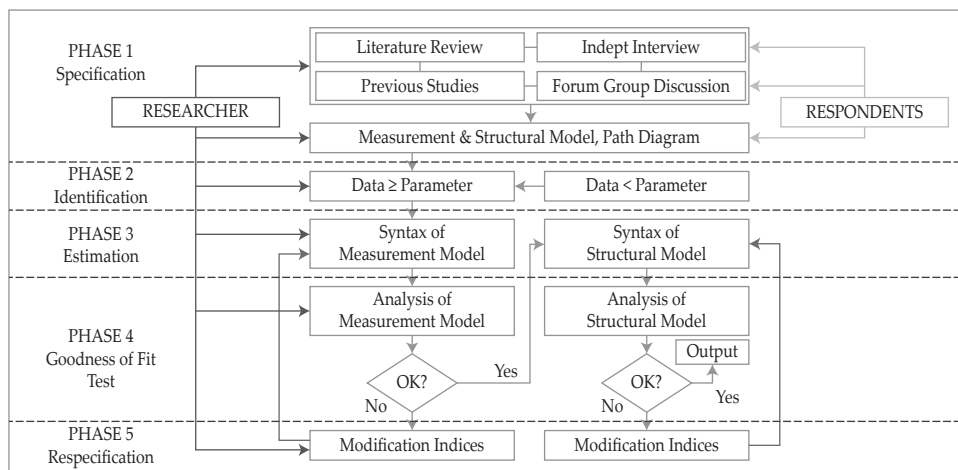 PHASE 1
Specification
Literature Review
Indept Interview
Previous Studies
Forum Group Discussion
RESEARCHER
RESPONDENTS
Measurement & Structural Model, Path Diagram
PHASE 2
Identification
Data ≥ Parameter
Data < Parameter
PHASE 3
Estimation
Syntax of
Measurement Model
Syntax of
Structural Model
PHASE 4
Goodness of Fit
Test
Analysis of
Measurement Model
Analysis of
Structural Model
Output
OK?
Yes
No
OK?
Yes
No
PHASE 5
Respecification
Modification Indices
Modification Indices